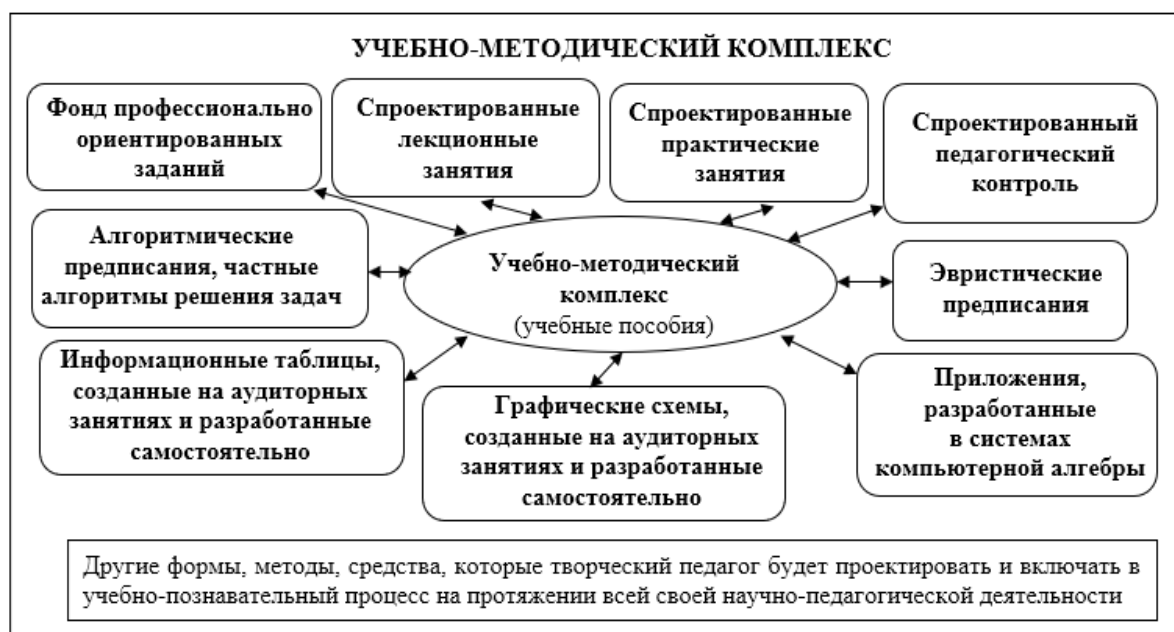 УЧЕБНО-МЕТОДИЧЕСКИЙ КОМПЛЕКС
Фонд профессионально
ориентированных
заданий
Спроектированные
лекционные
занятия
Спроектированные
практические
занятия
Спроектированный
педагогический
контроль
Алгоритмические
предписания, частные
алгоритмы решения задач
Учебно-методический
комплекс
(учебные пособия)
Эвристические
предписания
Информационные таблицы,
созданные на аудиторных
занятиях и разработанные
самостоятельно
Графические схемы,
созданные на аудиторных
занятиях и разработанные
самостоятельно
Приложения,
разработанные
в системах
компьютерной алгебры
Другие формы, методы, средства, которые творческий педагог будет проектировать и включать в
учебно-познавательный процесс на протяжении всей своей научно-педагогической деятельности